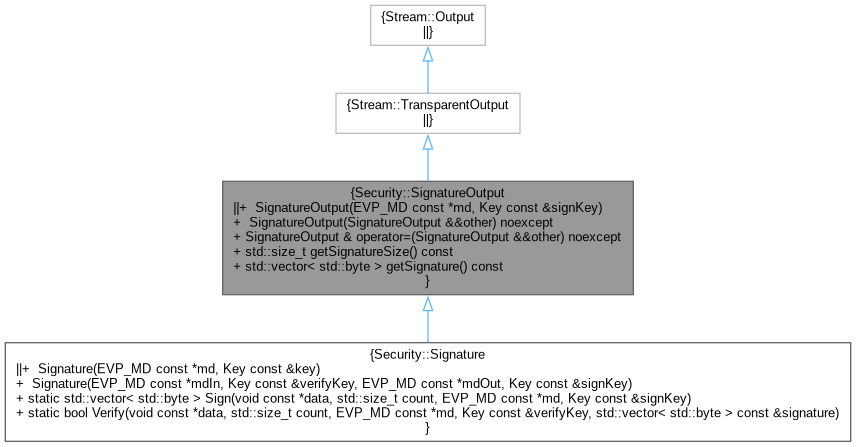 {Stream::Output
||}
{Stream::TransparentOutput
||}
{Security::SignatureOutput
||+  SignatureOutput(EVP_MD const *md, Key const &signKey)
+  SignatureOutput(SignatureOutput &&other) noexcept
+ SignatureOutput & operator=(SignatureOutput &&other) noexcept
+ std::size_t getSignatureSize() const
+ std::vector< std::byte > getSignature() const
}
{Security::Signature
||+  Signature(EVP_MD const *md, Key const &key)
+  Signature(EVP_MD const *mdIn, Key const &verifyKey, EVP_MD const *mdOut, Key const &signKey)
+ static std::vector< std::byte > Sign(void const *data, std::size_t count, EVP_MD const *md, Key const &signKey)
+ static bool Verify(void const *data, std::size_t count, EVP_MD const *md, Key const &verifyKey, std::vector< std::byte > const &signature)
}